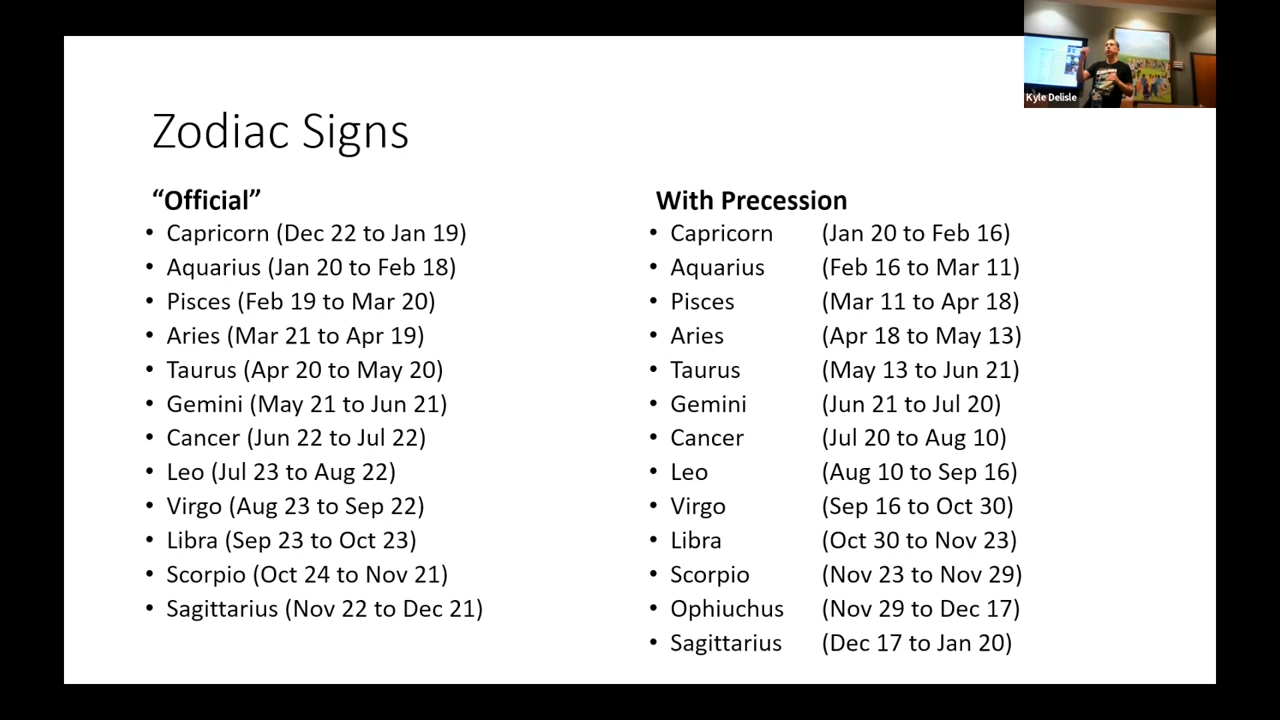 Kyle Delisle
Zodiac Signs
“Official”
• Capricorn (Dec 22 to Jan 19)
• Aquarius (Jan 20 to Feb 18)
• Pisces (Feb 19 to Mar 20)
• Aries (Mar 21 to Apr 19)
• Taurus (Apr 20 to May 20)
• Gemini (May 21 to Jun 21)
• Cancer (Jun 22 to Jul 22)
• Leo (Jul 23 to Aug 22)
• Virgo (Aug 23 to Sep 22)
• Libra (Sep 23 to Oct 23)
• Scorpio (Oct 24 to Nov 21)
• Sagittarius (Nov 22 to Dec 21)
With Precession
• Capricorn (Jan 20 to Feb 16)
• Aquarius (Feb 16 to Mar 11)
• Pisces (Mar 11 to Apr 18)
• Aries (Apr 18 to May 13)
• Taurus (May 13 to Jun 21)
• Gemini (Jun 21 to Jul 20)
• Cancer (Jul 20 to Aug 10)
• Leo (Aug 10 to Sep 16)
• Virgo (Sep 16 to Oct 30)
• Libra (Oct 30 to Nov 23)
• Scorpio (Nov 23 to Nov 29)
• Ophiuchus (Nov 29 to Dec 17)
• Sagittarius (Dec 17 to Jan 20)